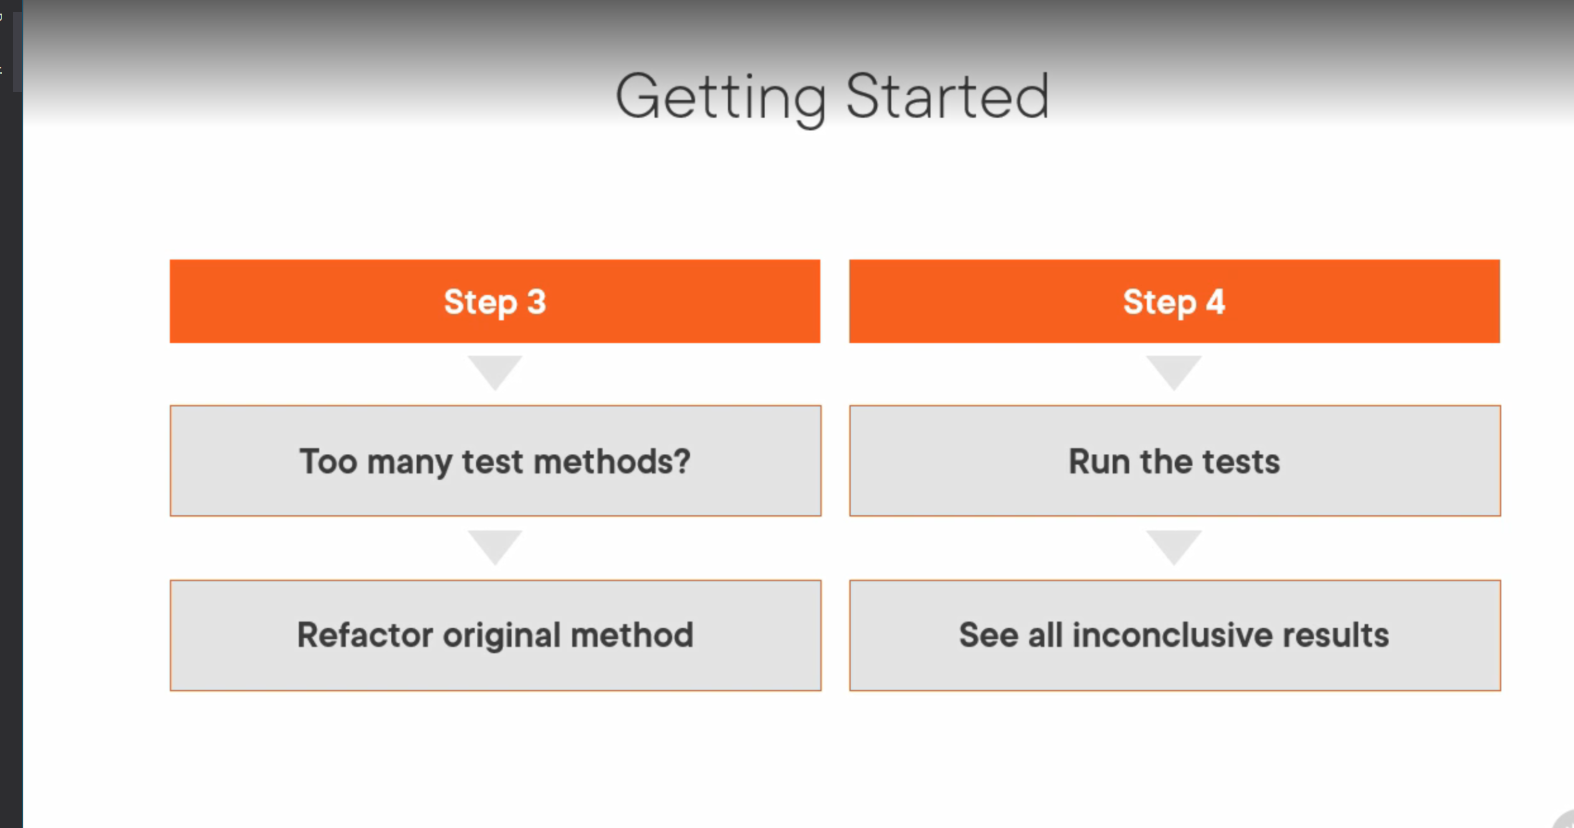 Getting Started
Step 3
Too many test methods?
Refactor original method
Step 4
Run the tests
See all inconclusive results